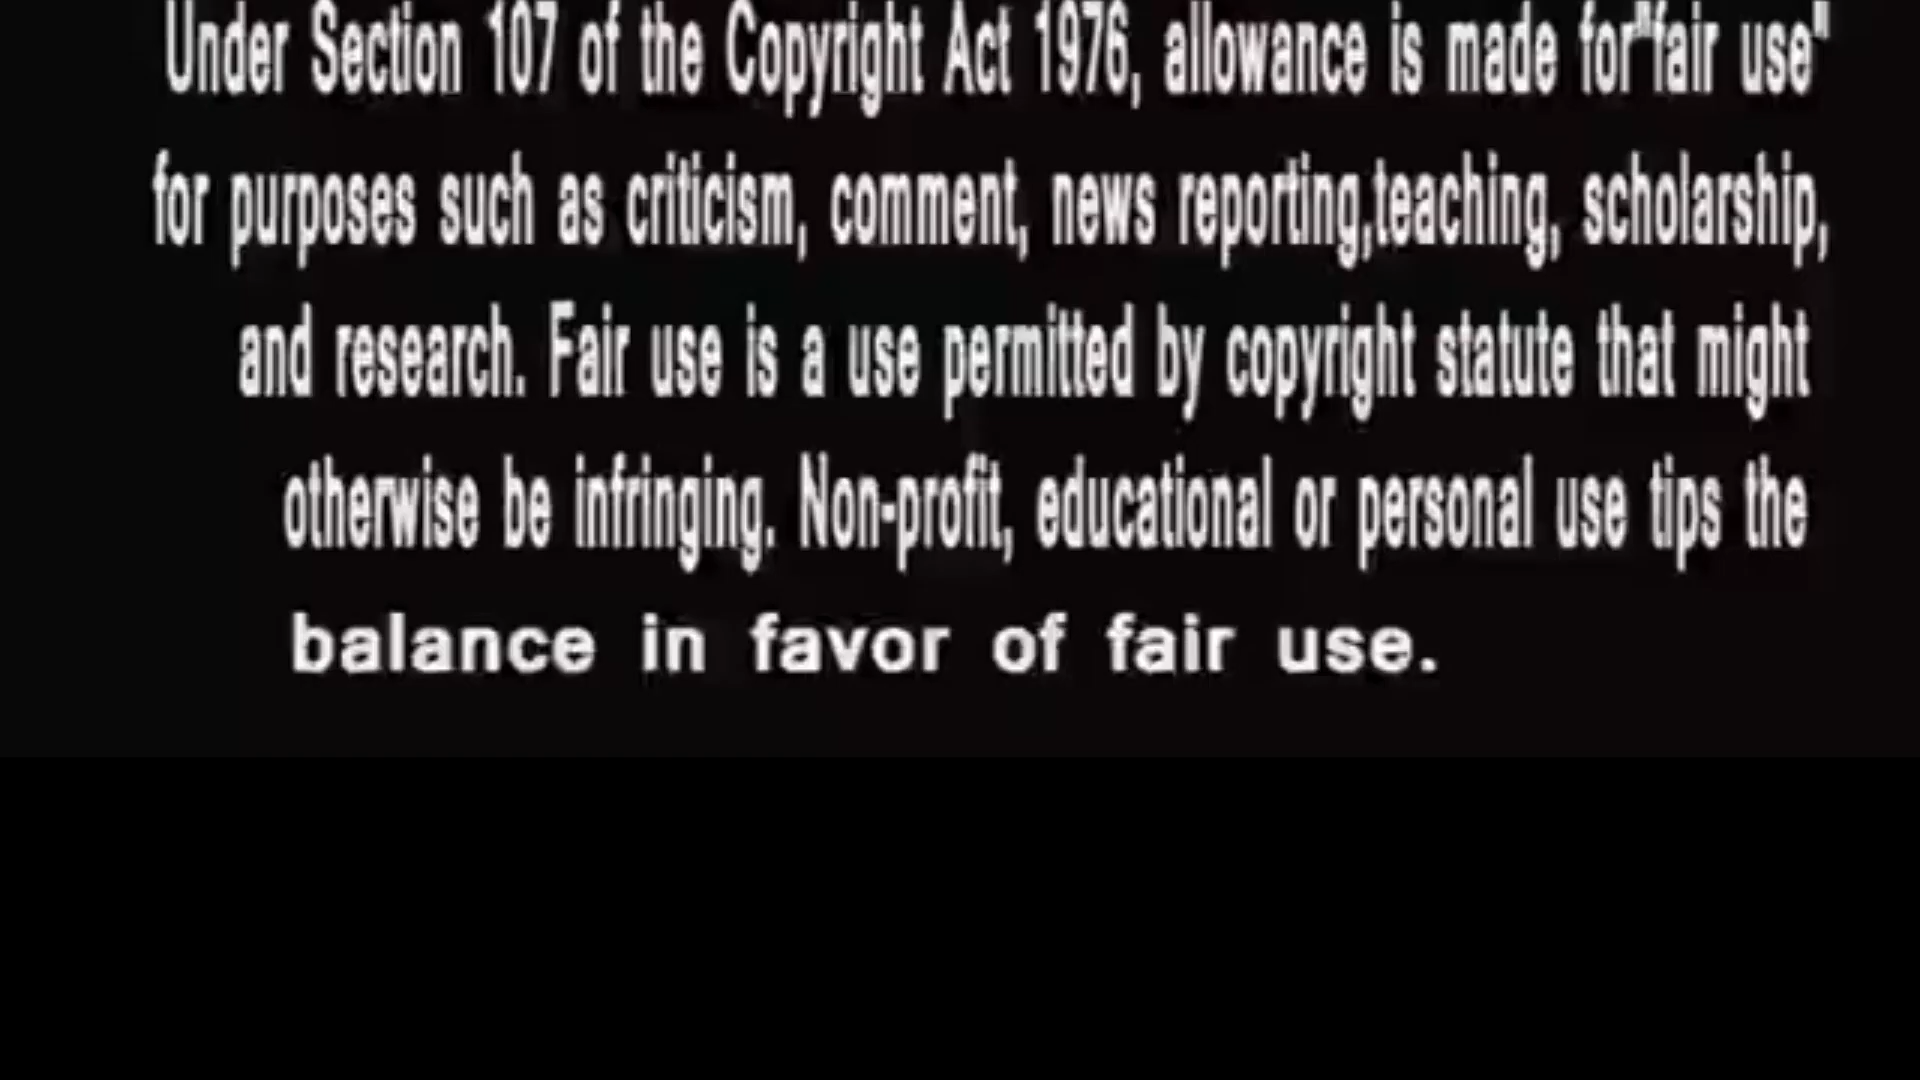 Under Section 107 of the Copyright Act 1976, allowance is made for"fair use"
for purposes such as criticism, comment, news reporting,teaching, scholarship,
and research. Fair use is a use permitted by copyright statute that might
otherwise be infringing. Non-profit, educational or personal use tips the
balance in favor of fair use.